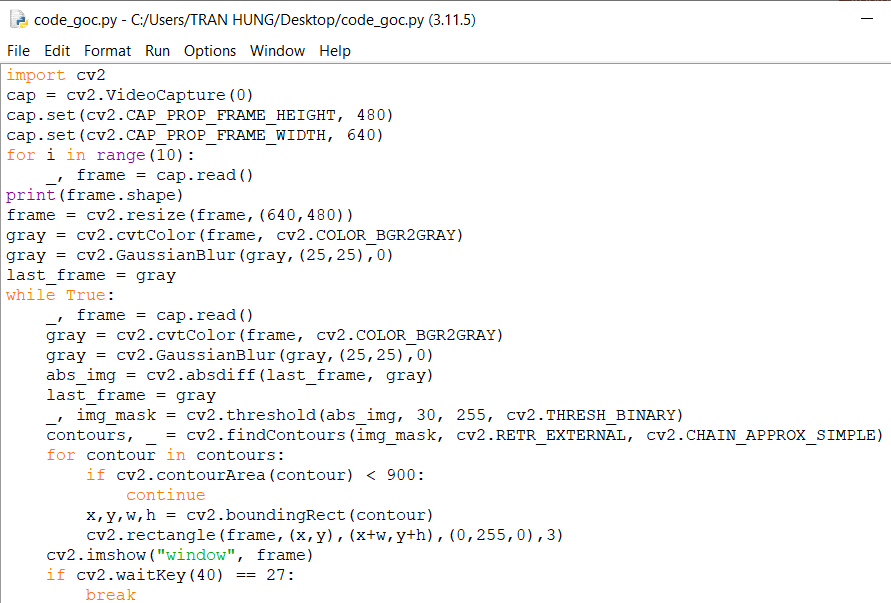 code_goc.py - C:/Users/TRAN HUNG/Desktop/code_goc.py (3.11.5)
File Edit Format Run Options Window Help
import cv2
cap = cv2.VideoCapture(0)
cap.set(cv2.CAP_PROP_FRAME_HEIGHT, 480)
cap.set(cv2.CAP_PROP_FRAME_WIDTH, 640)
for i in range(10):
    _, frame = cap.read()
print(frame.shape)
frame = cv2.resize(frame,(640,480))
gray = cv2.cvtColor(frame, cv2.COLOR_BGR2GRAY)
gray = cv2.GaussianBlur(gray,(25,25),0)
last_frame = gray
while True:
    _, frame = cap.read()
    gray = cv2.cvtColor(frame, cv2.COLOR_BGR2GRAY)
    gray = cv2.GaussianBlur(gray,(25,25),0)
    abs_img = cv2.absdiff(last_frame, gray)
    last_frame = gray
    _, img_mask = cv2.threshold(abs_img, 30, 255, cv2.THRESH_BINARY)
    contours, _ = cv2.findContours(img_mask, cv2.RETR_EXTERNAL, cv2.CHAIN_APPROX_SIMPLE)
    for contour in contours:
        if cv2.contourArea(contour) < 900:
            continue
        x,y,w,h = cv2.boundingRect(contour)
        cv2.rectangle(frame,(x,y),(x+w,y+h),(0,255,0),3)
    cv2.imshow("window", frame)
    if cv2.waitKey(40) == 27:
        break